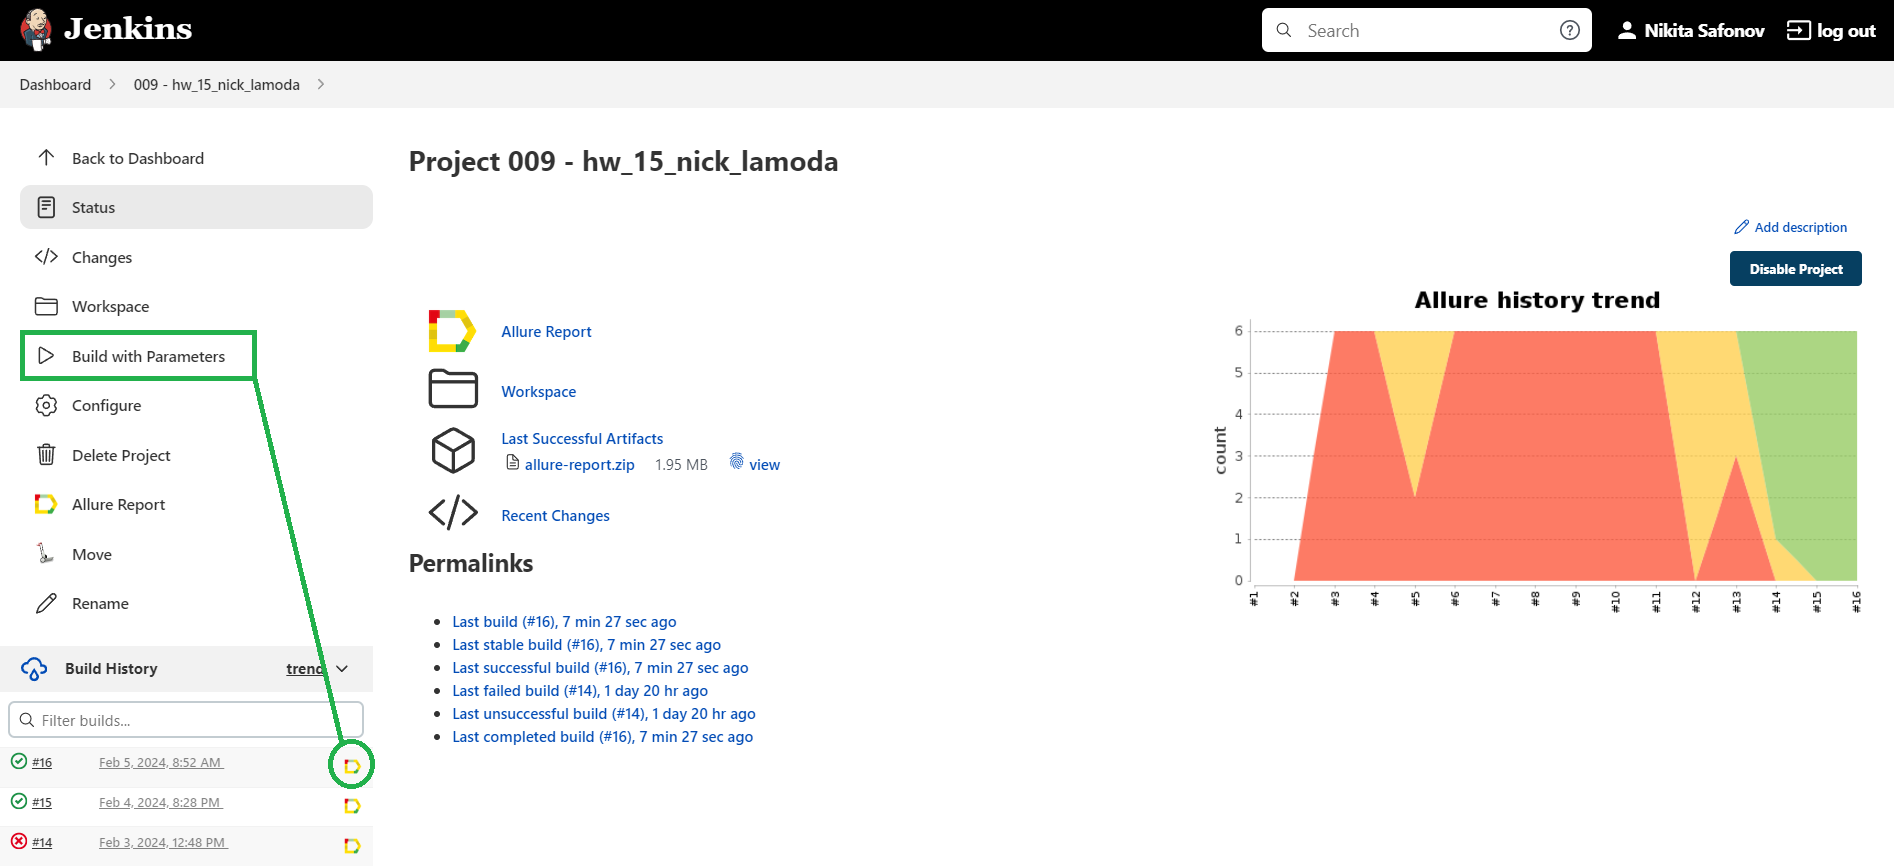 Jenkins
Search
Nikita Safonov
log out
Dashboard
009 - hw_15_nick_lamoda
Back to Dashboard
Status
Changes
Workspace
Build with Parameters
Configure
Delete Project
Allure Report
Move
Rename
Build History
trend
Filter builds...
#16
Feb 5, 2024, 8:52 AM
#15
Feb 4, 2024, 8:28 PM
#14
Feb 3, 2024, 12:48 PM
Project 009 - hw_15_nick_lamoda
Add description
Disable Project
Allure Report
Workspace
Last Successful Artifacts
allure-report.zip 1.95 MB view
Recent Changes
Permalinks
Last build (#16), 7 min 27 sec ago
Last stable build (#16), 7 min 27 sec ago
Last successful build (#16), 7 min 27 sec ago
Last failed build (#14), 1 day 20 hr ago
Last unsuccessful build (#14), 1 day 20 hr ago
Last completed build (#16), 7 min 27 sec ago
Allure history trend
count
6
5
4
3
2
1
0
#1
#2
#3
#4
#5
#6
#7
#8
#9
#10
#11
#12
#13
#14
#15
#16